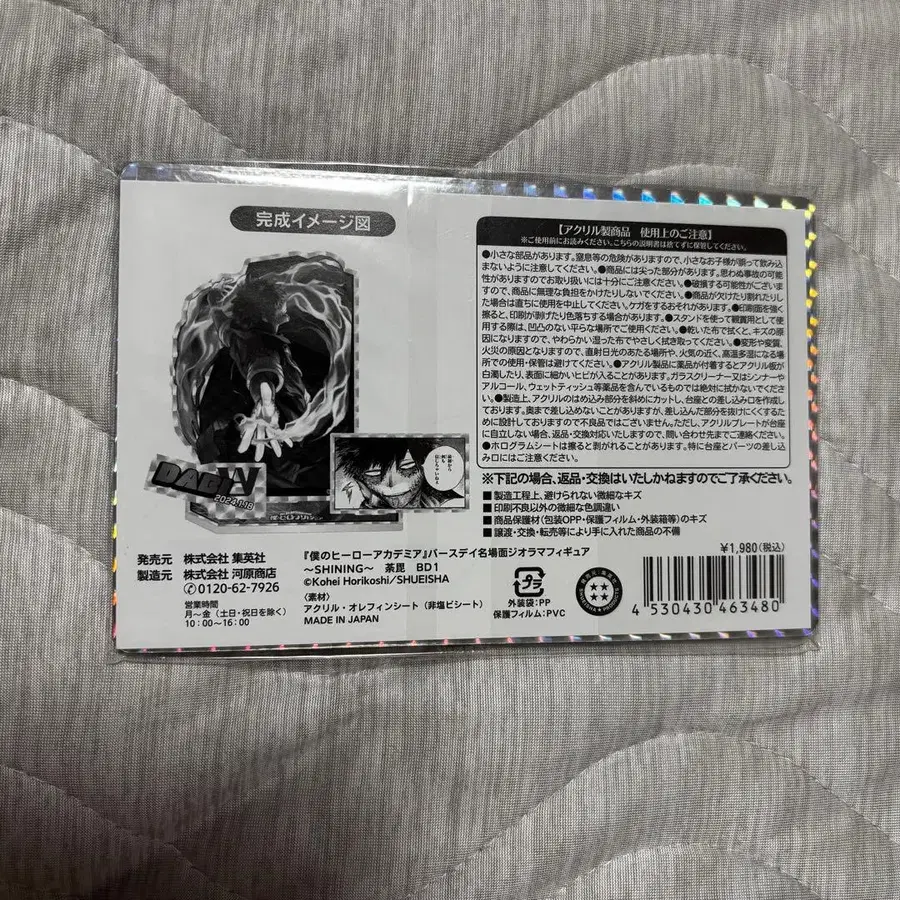 完成イメージ図
DABI
2024.1.18
【アクリル製商品　使用上のご注意】
※ご使用前にお読みください。こちらの説明書は捨てずに保管してください。
●小さな部品があります。窒息等の危険がありますので、小さなお子様が誤って飲み込
まないように注意してください。●商品には尖った部分があります。思わぬ事故の可能
性がありますのでお取り扱いには十分にご注意ください。●破損する可能性がございま
すので、商品に無理な負担をかけたりしないでください。●商品が欠けたり割れたりし
た場合は直ちに使用を中止してください。ケガをするおそれがあります。●印刷面を強く
擦ると、印刷が剥げたり色落ちする場合があります。●スタンドを使って観賞用として使
用する際は、凹凸のない平らな場所でご使用ください。●乾いた布で拭くと、キズの原
因になりますので、やわらかい湿った布でやさしく拭き取ってください。●変形や変質、
火災の原因となりますので、直射日光のあたる場所や、火気の近く、高温多湿になる場
所での使用・保管は避けてください。●アクリル製品に薬品が付着するとアクリル板が
白濁したり、表面に細かいヒビが入ることがあります。ガラスクリーナー又はシンナーや
アルコール、ウェットティッシュ等薬品を含んでいるものでは絶対に拭かないでください。
●製造上、アクリルのはめ込み部分を斜めにカットし、台座との差し込み口を作成し
ております。奥まで差し込めないことがありますが、差し込んだ部分を抜けにくくするた
めに設計しておりますので不良品ではございません。ただし、アクリルプレートが台座に
自立しない場合、返品・交換対応いたしますので、問い合わせ先までご連絡ください。
●ホログラムシートは擦ると剥がれることがあります。特に台座とパーツの差し込
み口はご注意ください。
※下記の場合、返品・交換はいたしかねますのでご了承ください。
■製造工程上、避けられない微細なキズ
■印刷不良以外の微細な色調違い
■商品保護材(包装OPP・保護フィルム・外装箱等)のキズ
■譲渡・交換・転売等により手に入れた商品の不備
発売元　株式会社 集英社
製造元　株式会社 河原商店
0120-62-7926
営業時間
月〜金（土日・祝日を除く）
10:00〜16:00
『僕のヒーローアカデミア』バースデイ名場面ジオラマフィギュア
〜SHINING〜　荼毘　BD1
©Kohei Horikoshi/SHUEISHA
〈素材〉
アクリル・オレフィンシート（非塩ビシート）
MADE IN JAPAN
プラ
外装袋:PP
保護フィルム:PVC
¥1,980(税込)
4 530430 463480